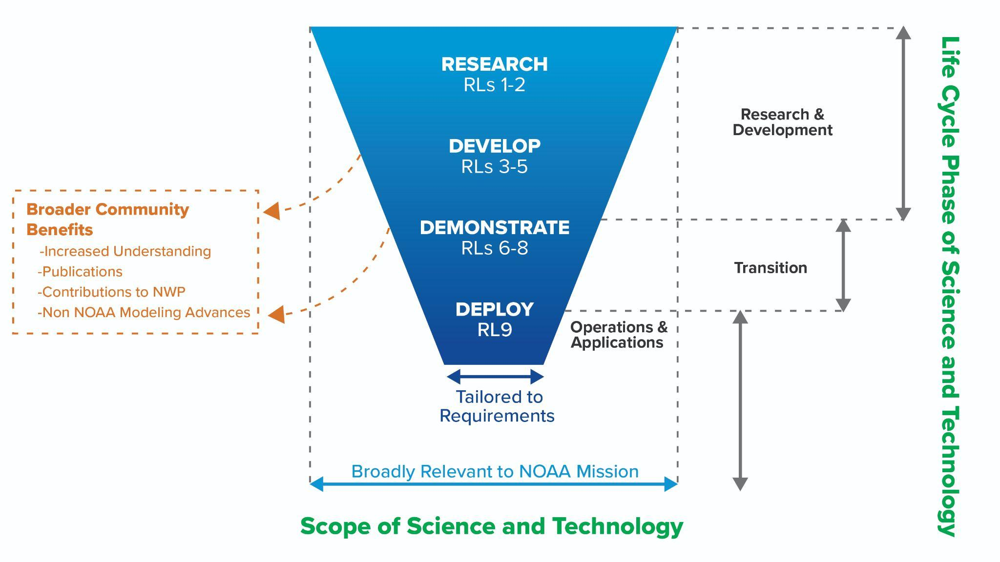 RESEARCH
RLs 1-2
DEVELOP
RLs 3-5
DEMONSTRATE
RLs 6-8
DEPLOY
RL9
Tailored to
Requirements
Broadly Relevant to NOAA Mission
Scope of Science and Technology
Broader Community
Benefits
-Increased Understanding
-Publications
-Contributions to NWP
-Non NOAA Modeling Advances
Research &
Development
Transition
Operations &
Applications
Life Cycle Phase of Science and Technology